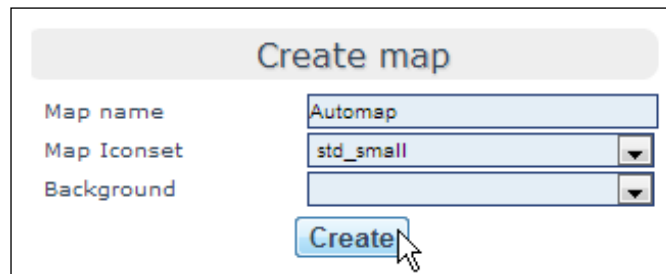 Create map
Map name Automap
Map Iconset std_small
Background
Create